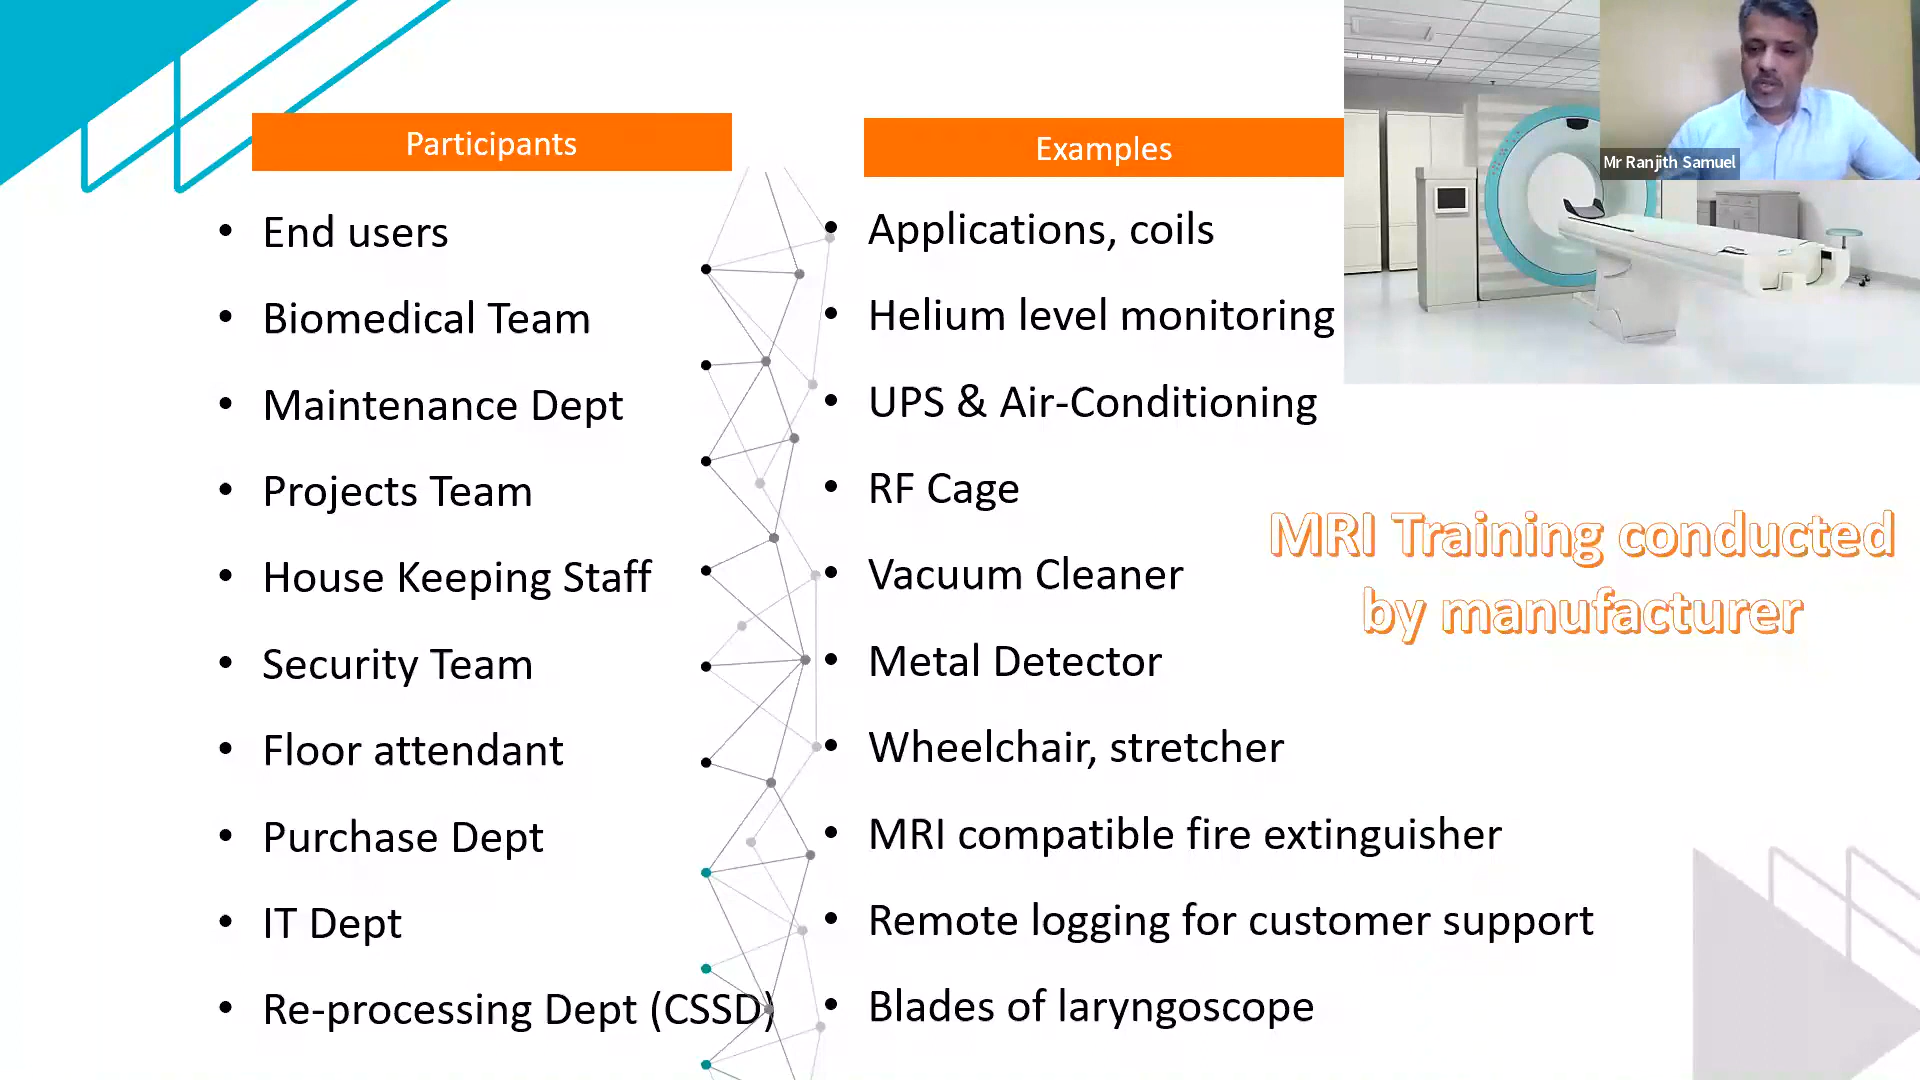 Participants
Examples
Mr Ranjith Samuel
• End users
• Applications, coils
• Biomedical Team
• Helium level monitoring
• Maintenance Dept
• UPS & Air-Conditioning
• Projects Team
• RF Cage
• House Keeping Staff
• Vacuum Cleaner
• Security Team
• Metal Detector
• Floor attendant
• Wheelchair, stretcher
• Purchase Dept
• MRI compatible fire extinguisher
• IT Dept
• Remote logging for customer support
• Re-processing Dept (CSSD)
• Blades of laryngoscope
MRI Training conducted
by manufacturer